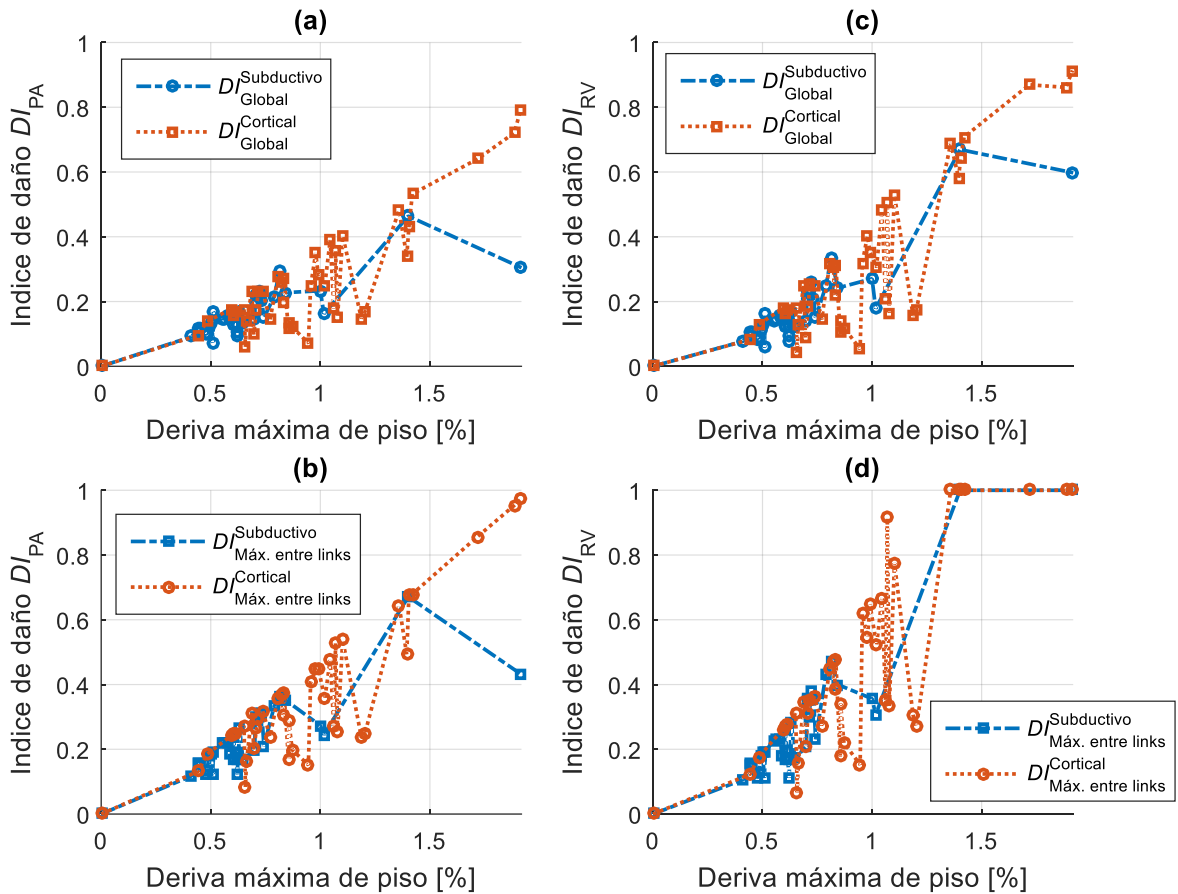 (a)
Indice de daño DI_PA
1
0.8
0.6
0.4
0.2
0
DI Subductivo Global
DI Cortical Global
0 0.5 1 1.5
Deriva máxima de piso [%]
(c)
Indice de daño DI_RV
1
0.8
0.6
0.4
0.2
0
DI Subductivo Global
DI Cortical Global
0 0.5 1 1.5
Deriva máxima de piso [%]
(b)
Indice de daño DI_PA
1
0.8
0.6
0.4
0.2
0
DI Subductivo Máx. entre links
DI Cortical Máx. entre links
0 0.5 1 1.5
Deriva máxima de piso [%]
(d)
Indice de daño DI_RV
1
0.8
0.6
0.4
0.2
0
DI Subductivo Máx. entre links
DI Cortical Máx. entre links
0 0.5 1 1.5
Deriva máxima de piso [%]